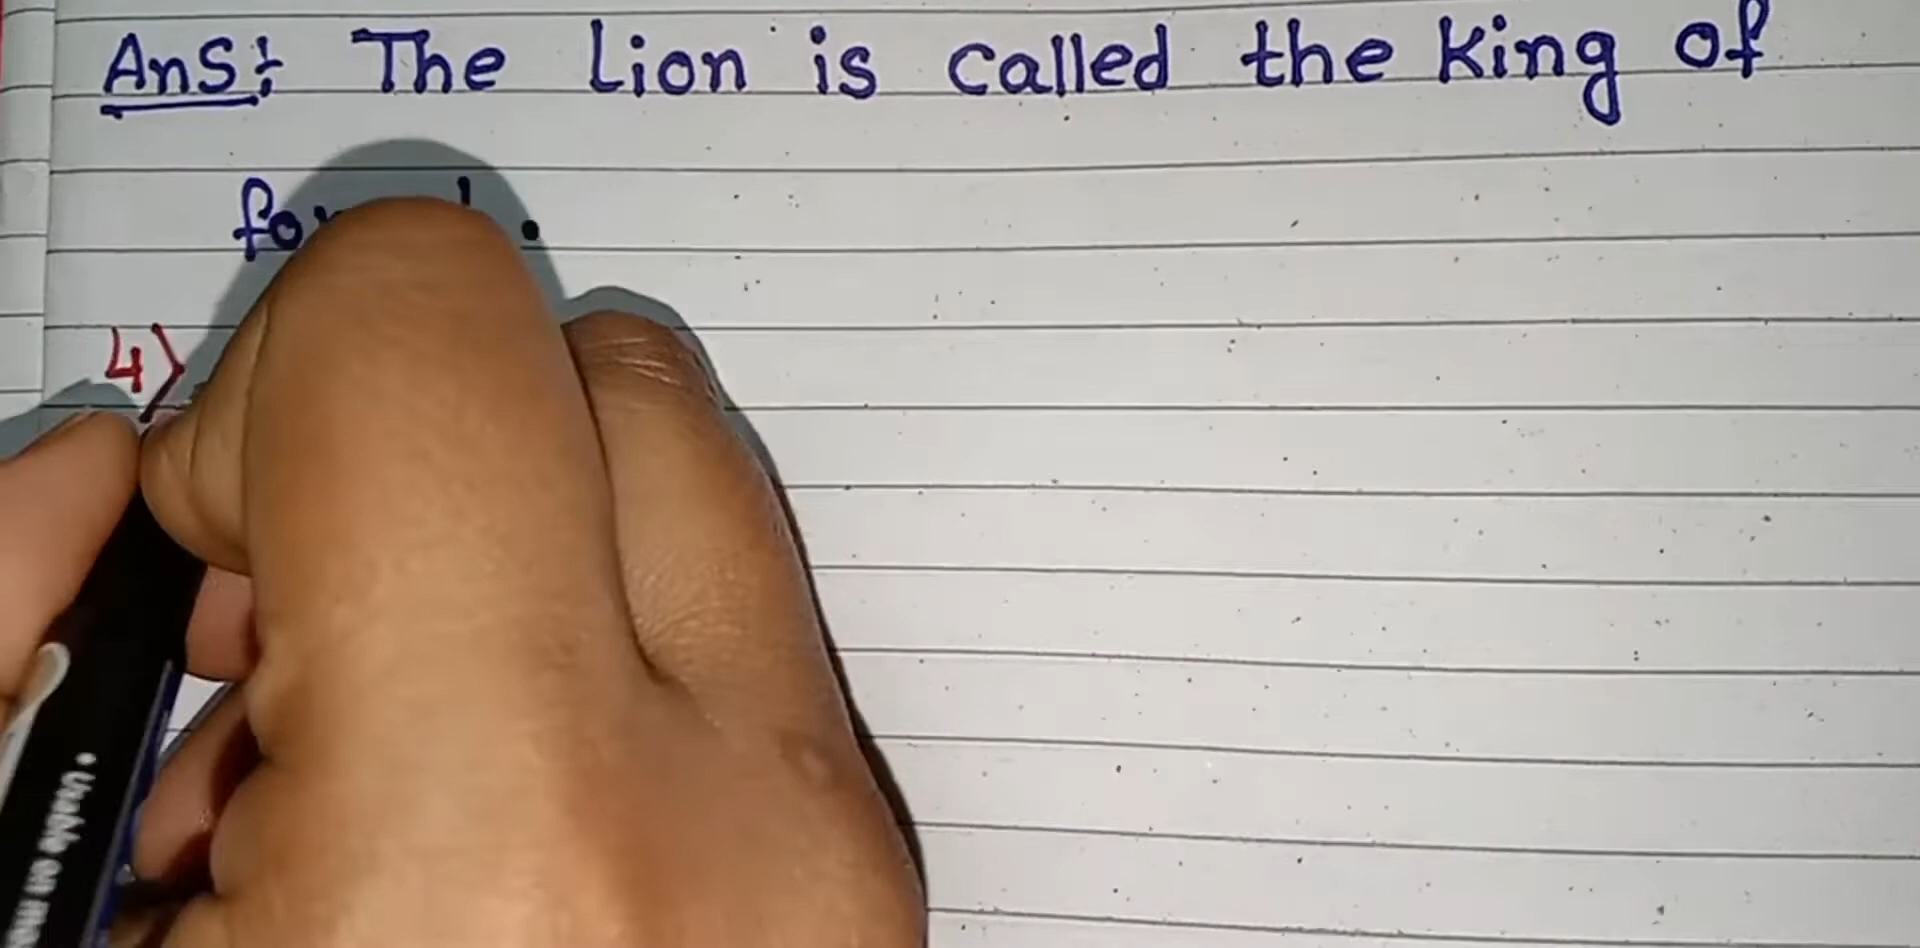 Ans:- The Lion is called the King of
4>
• Usable on